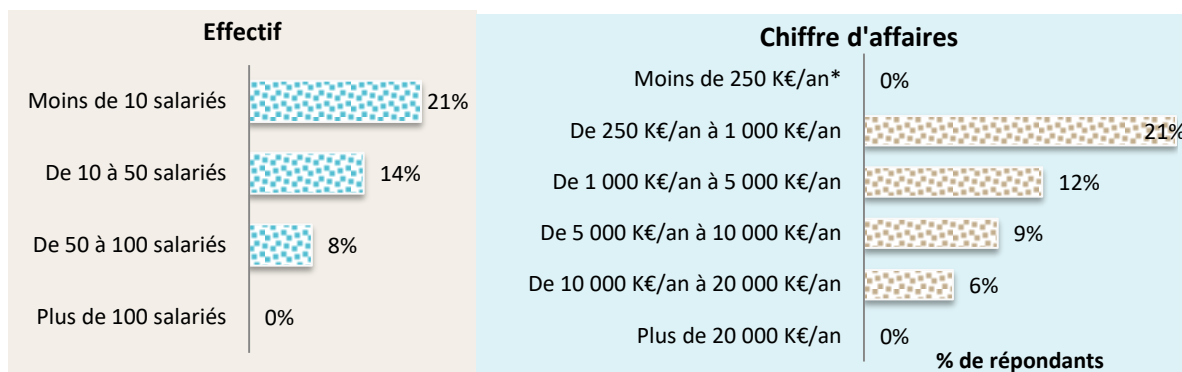 Effectif
Moins de 10 salariés 21%
De 10 à 50 salariés 14%
De 50 à 100 salariés 8%
Plus de 100 salariés 0%
Chiffre d'affaires
Moins de 250 K€/an* 0%
De 250 K€/an à 1 000 K€/an 21%
De 1 000 K€/an à 5 000 K€/an 12%
De 5 000 K€/an à 10 000 K€/an 9%
De 10 000 K€/an à 20 000 K€/an 6%
Plus de 20 000 K€/an 0%
% de répondants